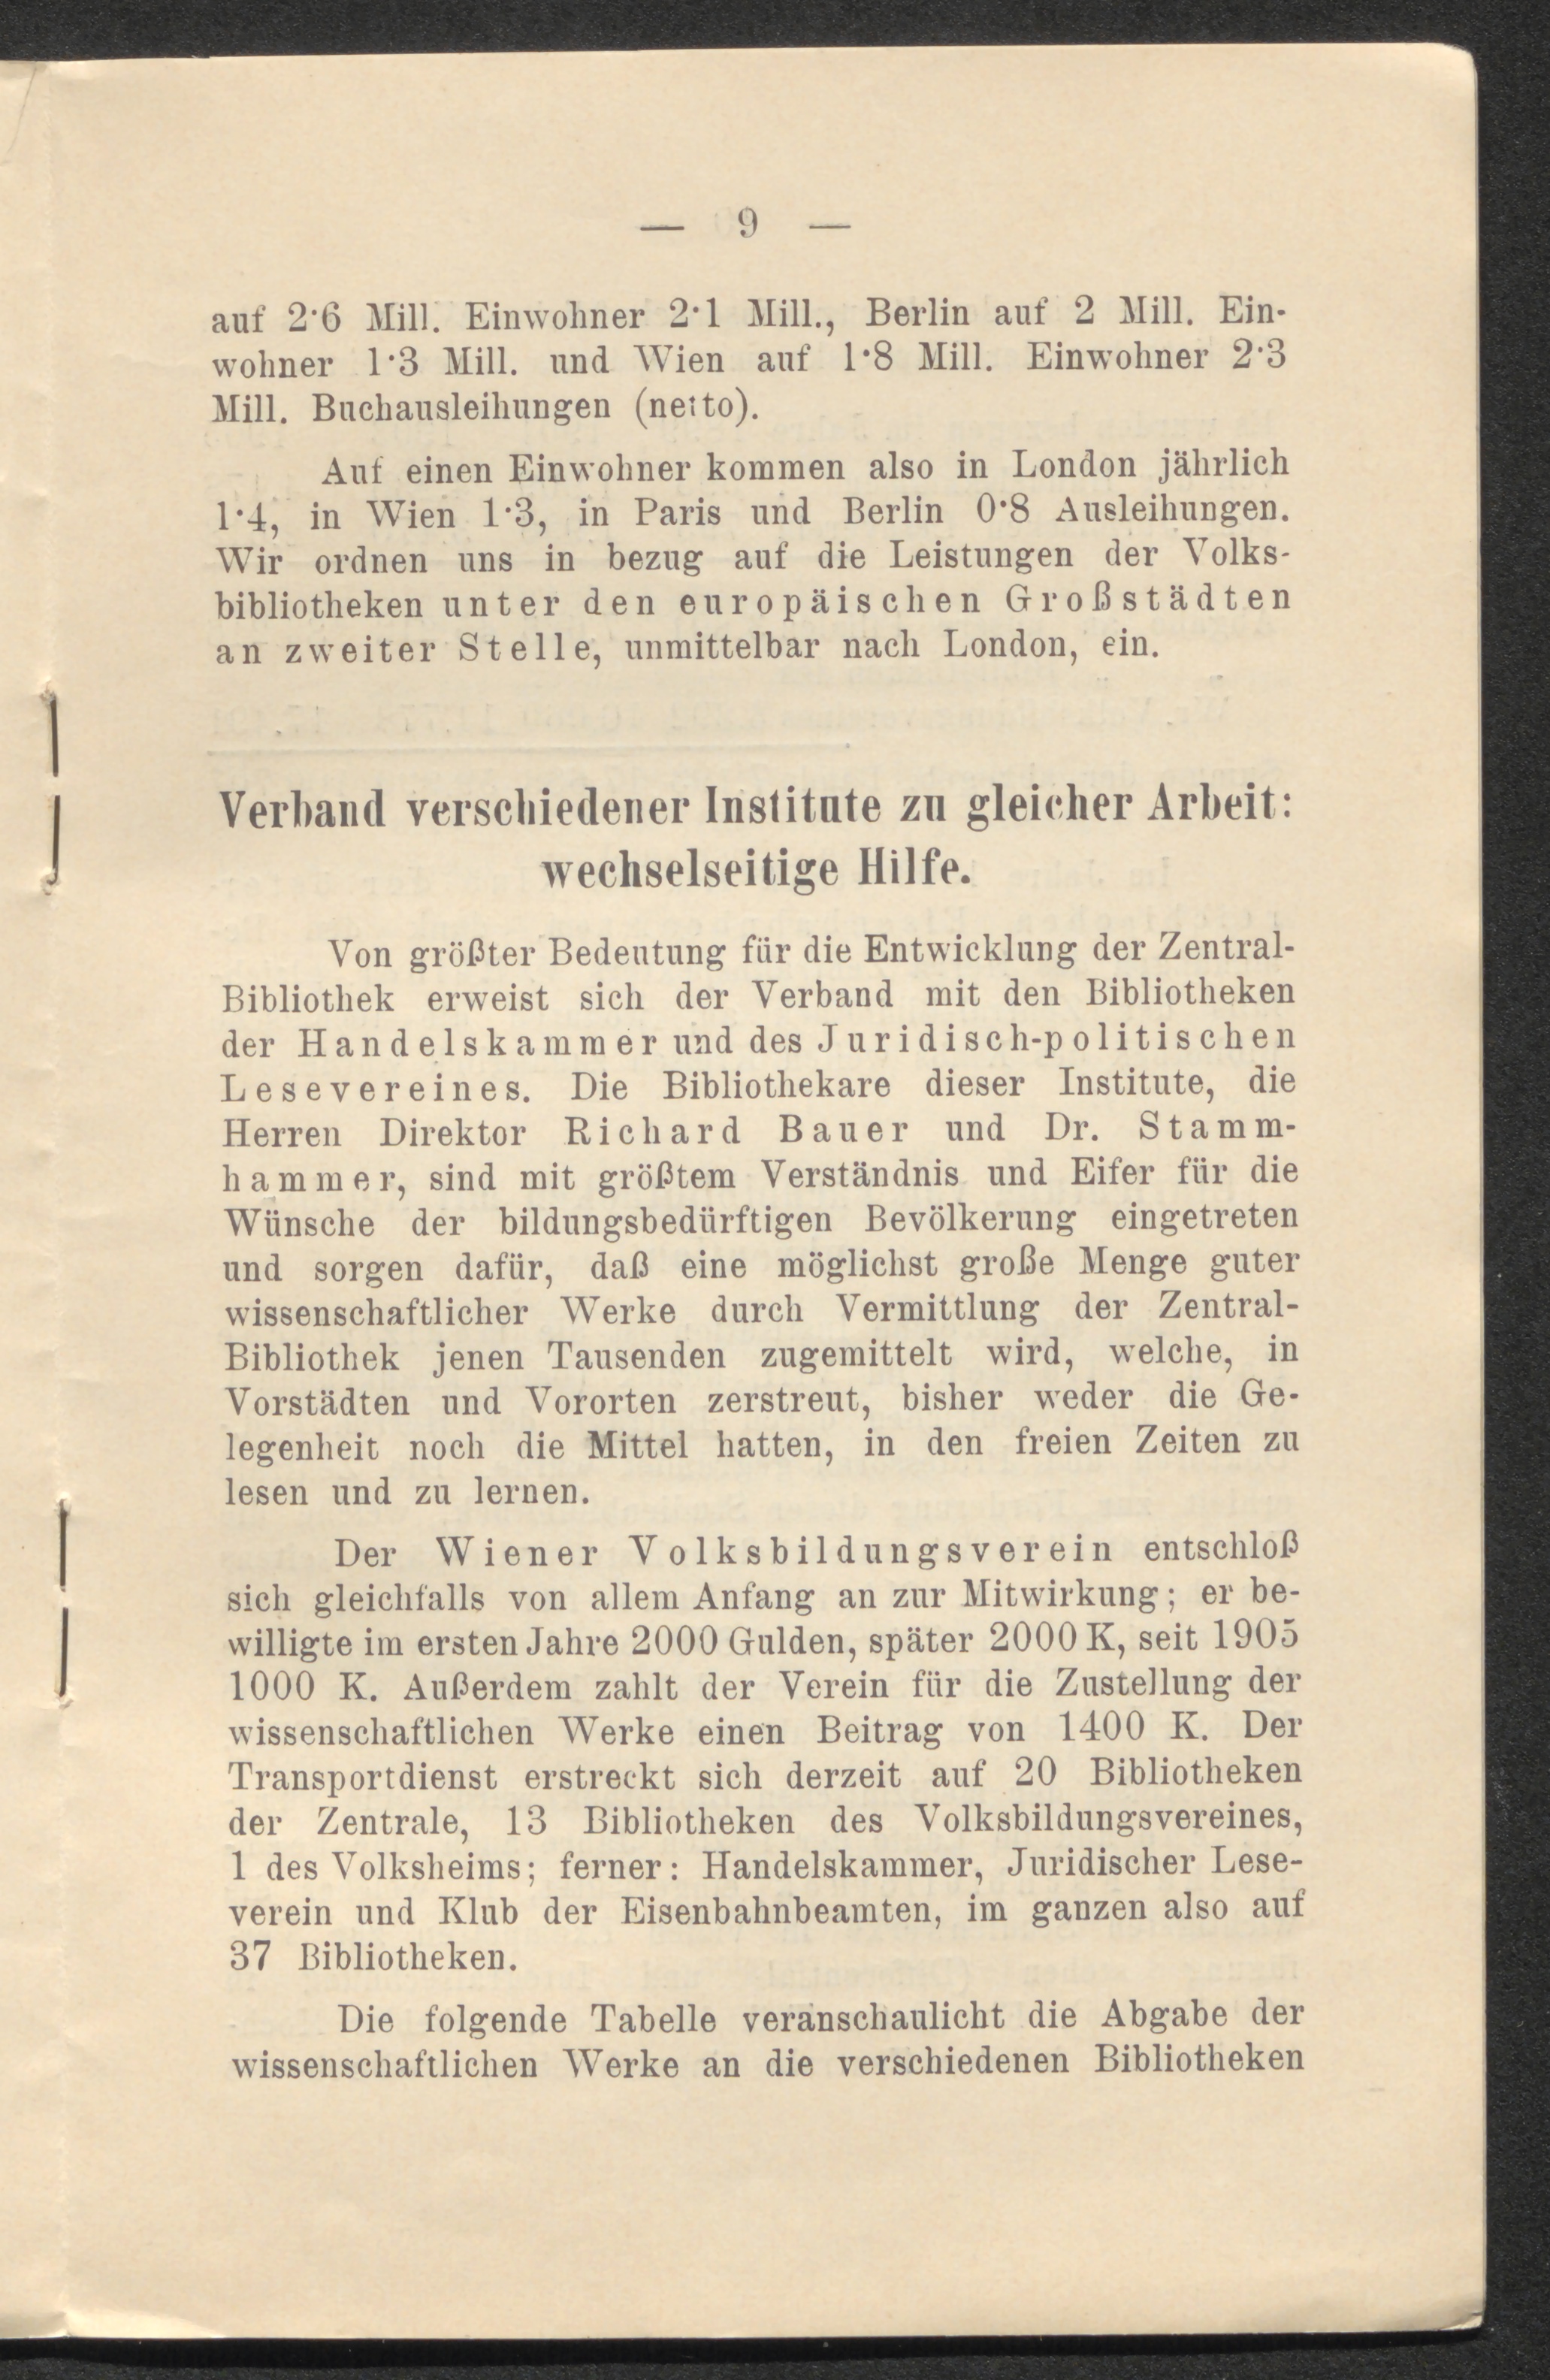 — 9 —
auf 2·6 Mill. Einwohner 2·1 Mill., Berlin auf 2 Mill. Ein-
wohner 1·3 Mill. und Wien auf 1·8 Mill. Einwohner 2·3
Mill. Buchausleihungen (netto).
Auf einen Einwohner kommen also in London jährlich
1·4, in Wien 1·3, in Paris und Berlin 0·8 Ausleihungen.
Wir ordnen uns in bezug auf die Leistungen der Volks-
bibliotheken unter den europäischen Großstädten
an zweiter Stelle, unmittelbar nach London, ein.
Verband verschiedener Institute zu gleicher Arbeit:
wechselseitige Hilfe.
Von größter Bedeutung für die Entwicklung der Zentral-
Bibliothek erweist sich der Verband mit den Bibliotheken
der Handelskammer und des Juridisch-politischen
Lesevereines. Die Bibliothekare dieser Institute, die
Herren Direktor Richard Bauer und Dr. Stamm-
hammer, sind mit größtem Verständnis und Eifer für die
Wünsche der bildungsbedürftigen Bevölkerung eingetreten
und sorgen dafür, daß eine möglichst große Menge guter
wissenschaftlicher Werke durch Vermittlung der Zentral-
Bibliothek jenen Tausenden zugemittelt wird, welche, in
Vorstädten und Vororten zerstreut, bisher weder die Ge-
legenheit noch die Mittel hatten, in den freien Zeiten zu
lesen und zu lernen.
Der Wiener Volksbildungsverein entschloß
sich gleichfalls von allem Anfang an zur Mitwirkung; er be-
willigte im ersten Jahre 2000 Gulden, später 2000 K, seit 1905
1000 K. Außerdem zahlt der Verein für die Zustellung der
wissenschaftlichen Werke einen Beitrag von 1400 K. Der
Transportdienst erstreckt sich derzeit auf 20 Bibliotheken
der Zentrale, 13 Bibliotheken des Volksbildungsvereines,
1 des Volksheims; ferner: Handelskammer, Juridischer Lese-
verein und Klub der Eisenbahnbeamten, im ganzen also auf
37 Bibliotheken.
Die folgende Tabelle veranschaulicht die Abgabe der
wissenschaftlichen Werke an die verschiedenen Bibliotheken